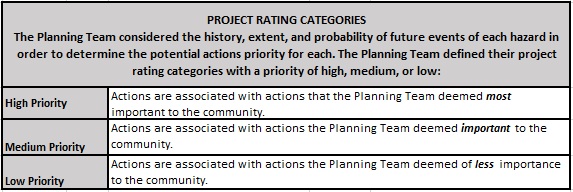 PROJECT RATING CATEGORIES
The Planning Team considered the history, extent, and probability of future events of each hazard in
order to determine the potential actions priority for each. The Planning Team defined their project
rating categories with a priority of high, medium, or low:
High Priority
Actions are associated with actions that the Planning Team deemed most
important to the community.
Medium Priority
Actions are associated with actions the Planning Team deemed important to the
community.
Low Priority
Actions are associated with actions the Planning Team deemed of less importance
to the community.